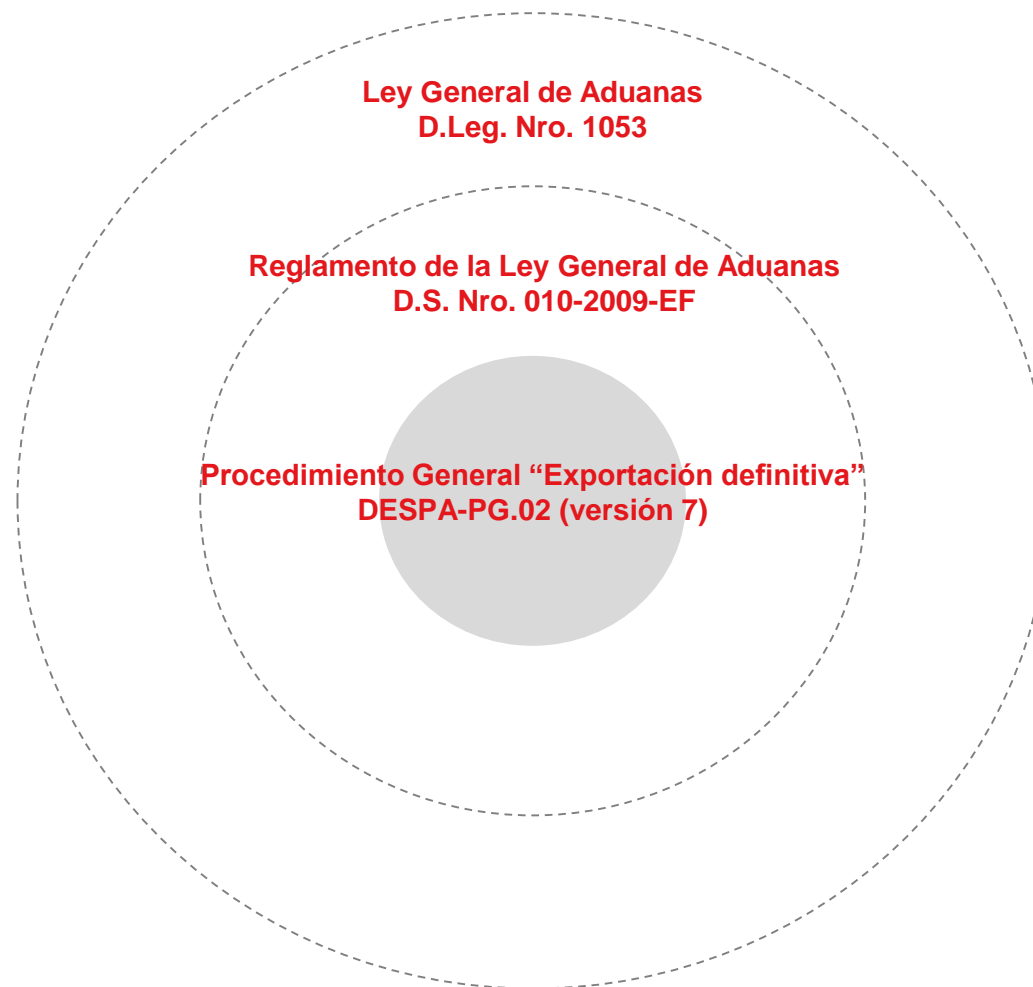 Ley General de Aduanas
D.Leg. Nro. 1053
Reglamento de la Ley General de Aduanas
D.S. Nro. 010-2009-EF
Procedimiento General “Exportación definitiva”
DESPA-PG.02 (versión 7)